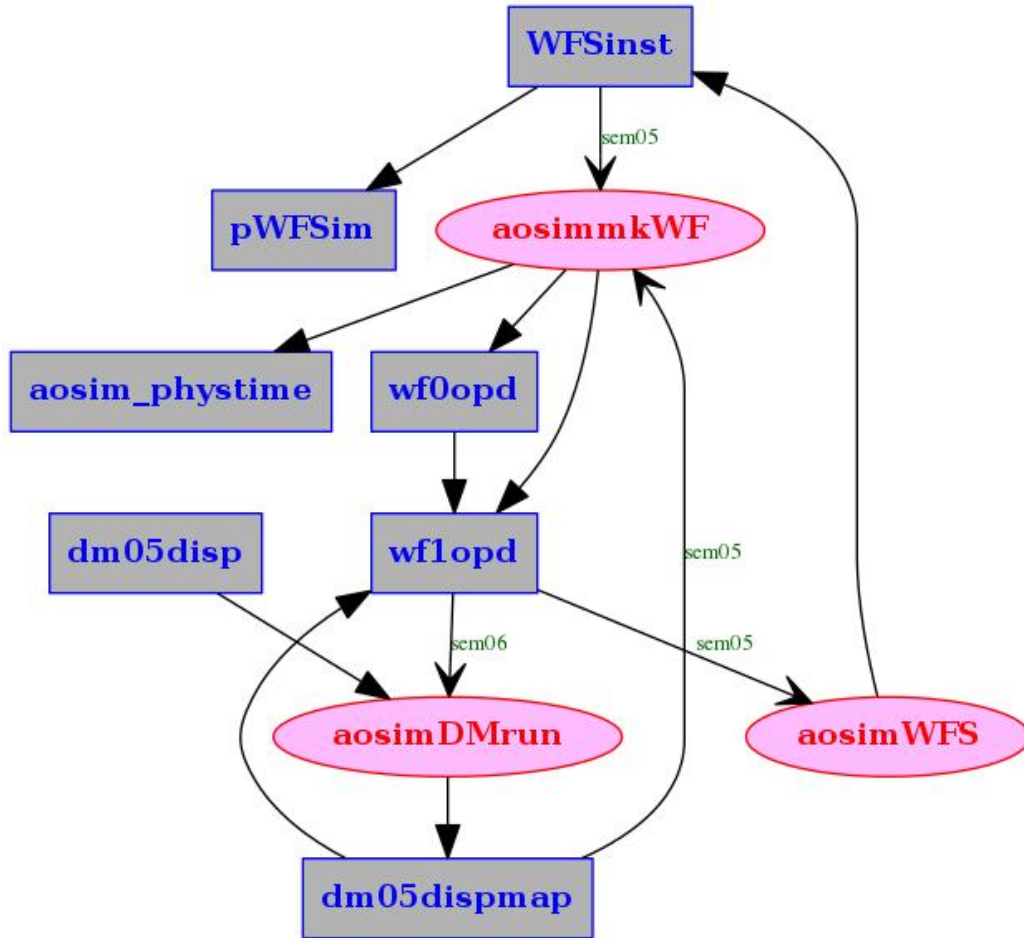 WFSinst
sem05
pWFSim
aosimmkWF
aosim_phystime
wf0opd
dm05disp
wf1opd
sem05
sem06
sem05
aosimDMrun
aosimWFS
dm05dispmap